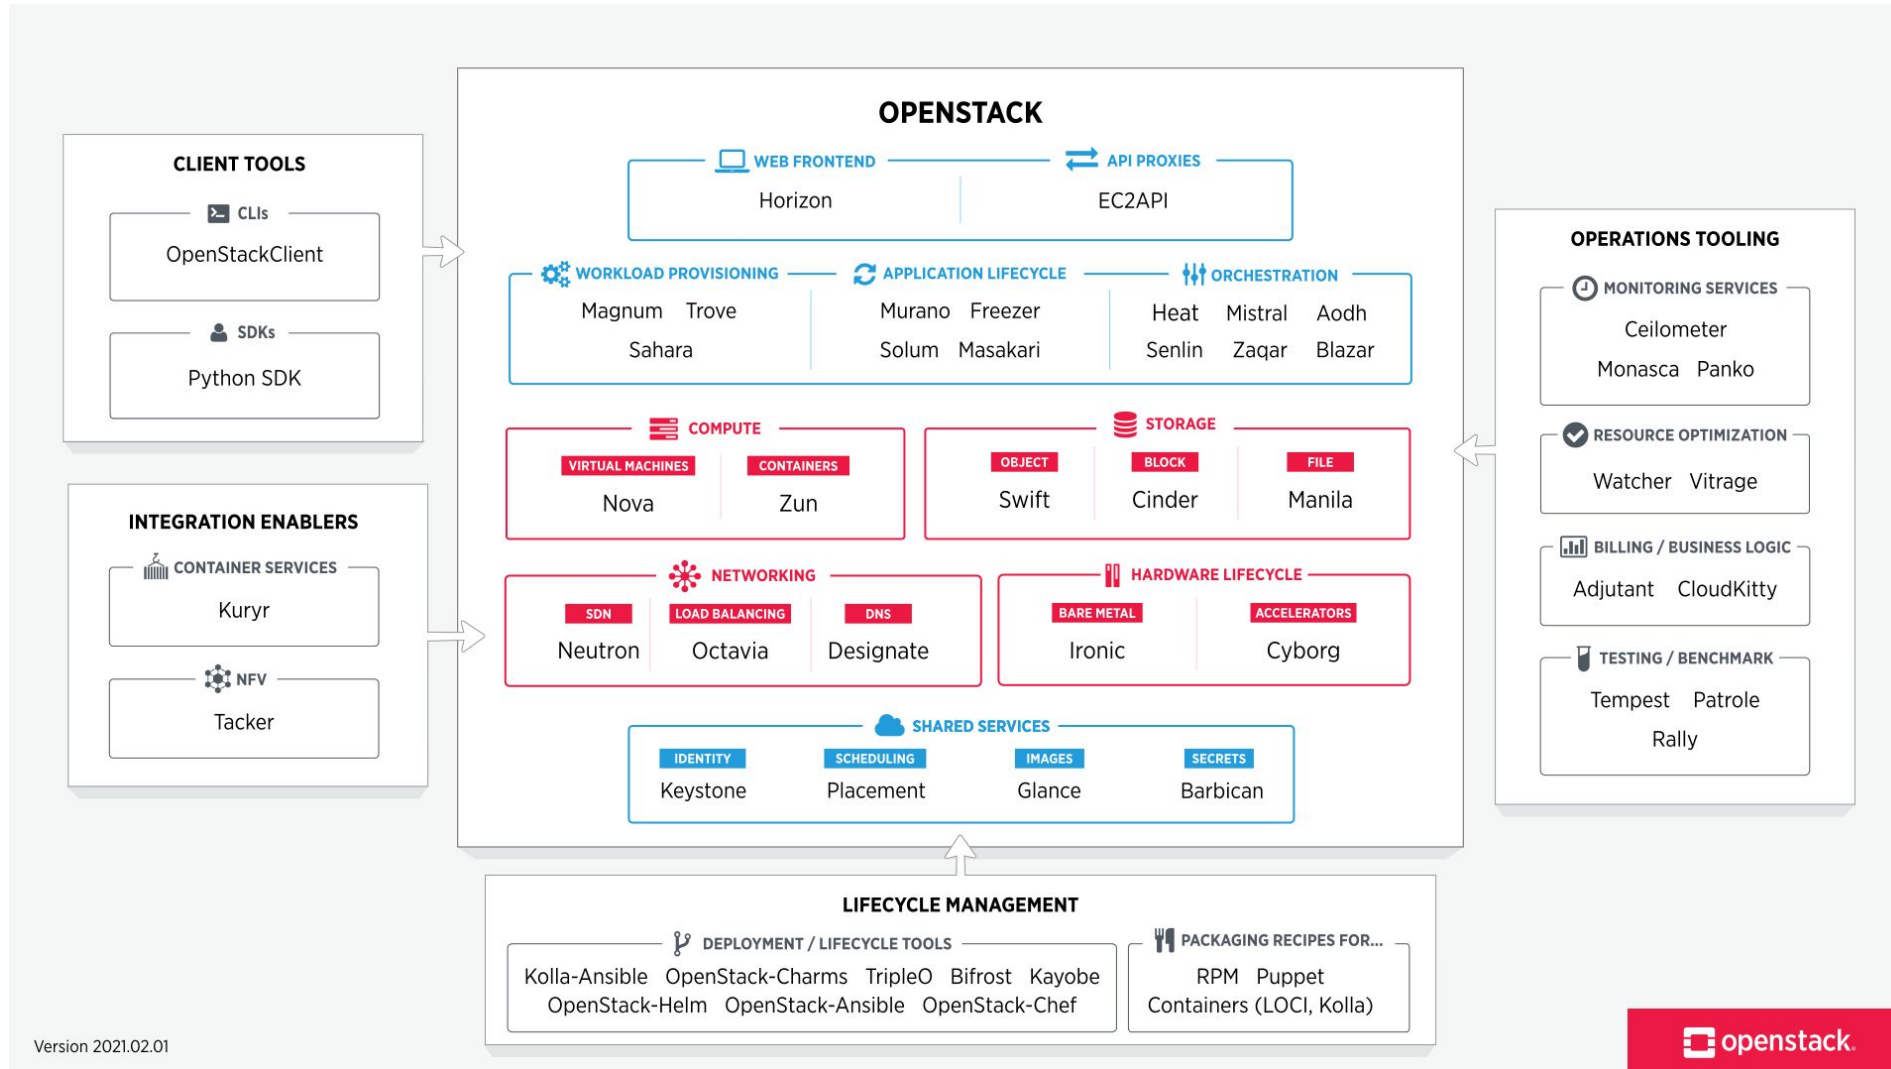 OPENSTACK
WEB FRONTEND
Horizon
API PROXIES
EC2API
WORKLOAD PROVISIONING
Magnum Trove
Sahara
APPLICATION LIFECYCLE
Murano Freezer
Solum Masakari
ORCHESTRATION
Heat Mistral Aodh
Senlin Zaqar Blazar
COMPUTE
VIRTUAL MACHINES
Nova
CONTAINERS
Zun
STORAGE
OBJECT
Swift
BLOCK
Cinder
FILE
Manila
NETWORKING
SDN
Neutron
LOAD BALANCING
Octavia
DNS
Designate
HARDWARE LIFECYCLE
BARE METAL
Ironic
ACCELERATORS
Cyborg
SHARED SERVICES
IDENTITY
Keystone
SCHEDULING
Placement
IMAGES
Glance
SECRETS
Barbican
CLIENT TOOLS
CLIs
OpenStackClient
SDKs
Python SDK
INTEGRATION ENABLERS
CONTAINER SERVICES
Kuryr
NFV
Tacker
OPERATIONS TOOLING
MONITORING SERVICES
Ceilometer
Monasca Panko
RESOURCE OPTIMIZATION
Watcher Vitrage
BILLING / BUSINESS LOGIC
Adjutant CloudKitty
TESTING / BENCHMARK
Tempest Patrole
Rally
LIFECYCLE MANAGEMENT
DEPLOYMENT / LIFECYCLE TOOLS
Kolla-Ansible OpenStack-Charms TripleO Bifrost Kayobe
OpenStack-Helm OpenStack-Ansible OpenStack-Chef
PACKAGING RECIPES FOR...
RPM Puppet
Containers (LOCI, Kolla)
Version 2021.02.01
openstack.